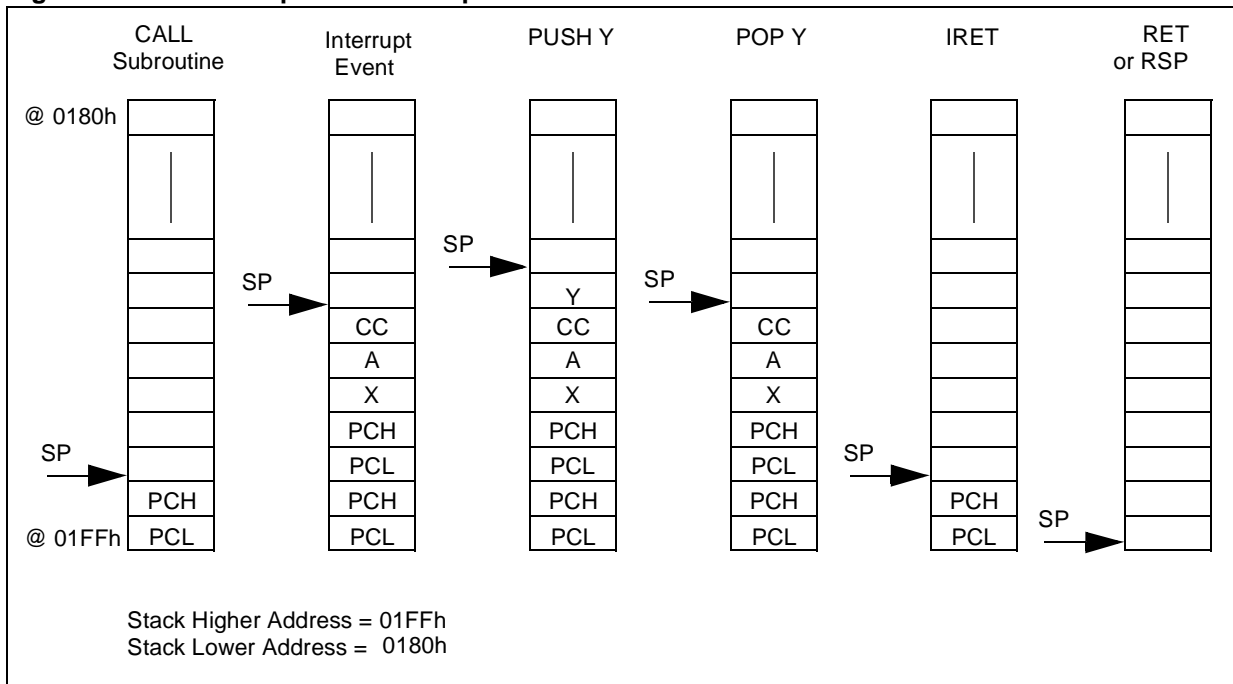 CALL
Subroutine
Interrupt
Event
PUSH Y
POP Y
IRET
RET
or RSP
@ 0180h
SP
SP
SP
Y
CC
CC
CC
A
A
A
X
X
X
PCH
PCH
PCH
SP
SP
PCL
PCL
PCL
PCH
PCH
PCH
PCH
PCH
SP
@ 01FFh
PCL
PCL
PCL
PCL
PCL
Stack Higher Address = 01FFh
Stack Lower Address = 0180h